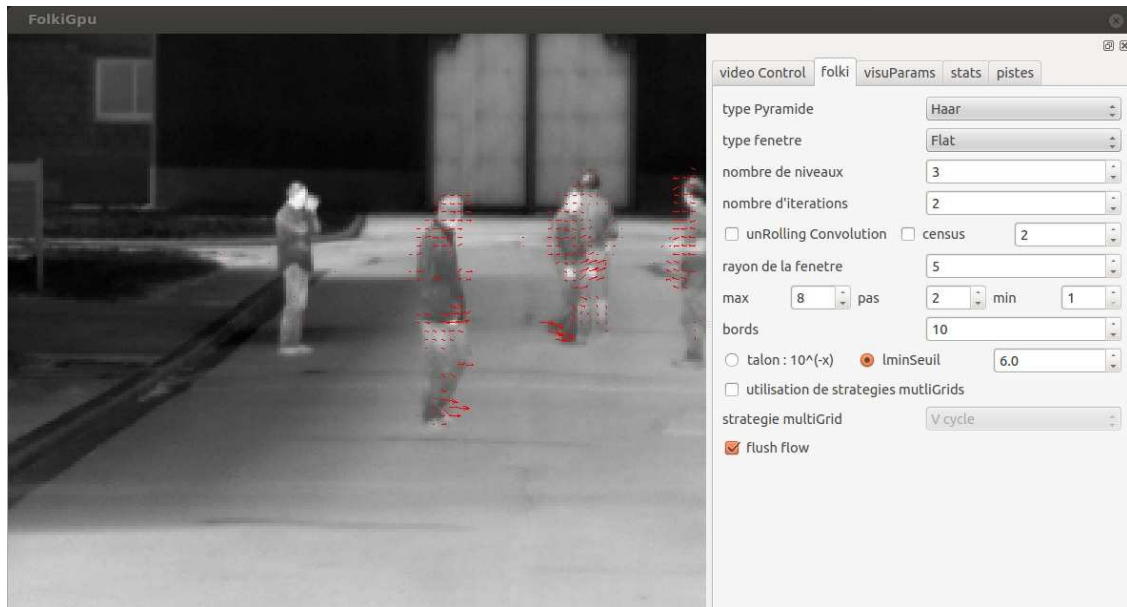 FolkiGpu
video Control folki visuParams stats pistes
type Pyramide Haar
type fenetre Flat
nombre de niveaux 3
nombre d'iterations 2
unRolling Convolution census 2
rayon de la fenetre 5
max 8 pas 2 min 1
bords 10
talon : 10^(-x) lminSeuil 6.0
utilisation de strategies mutliGrids
strategie multiGrid V cycle
flush flow